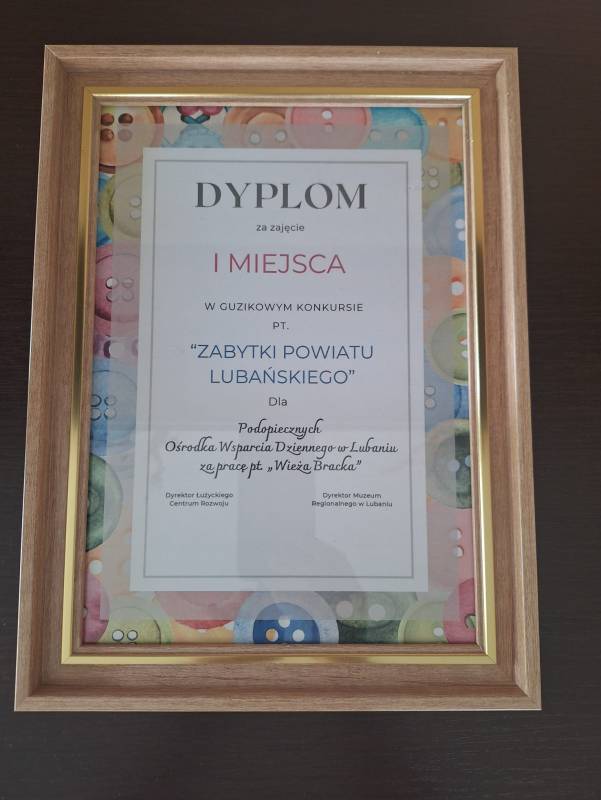 DYPLOM
za zajęcie
I MIEJSCA
W GUZIKOWYM KONKURSIE
PT.
“ZABYTKI POWIATU
LUBAŃSKIEGO”
Dla
Podopiecznych
Ośrodka Wsparcia Dziennego w Lubaniu
za pracę pt. „Wieża Bracka”
Dyrektor Łużyckiego
Centrum Rozwoju
Dyrektor Muzeum
Regionalnego w Lubaniu